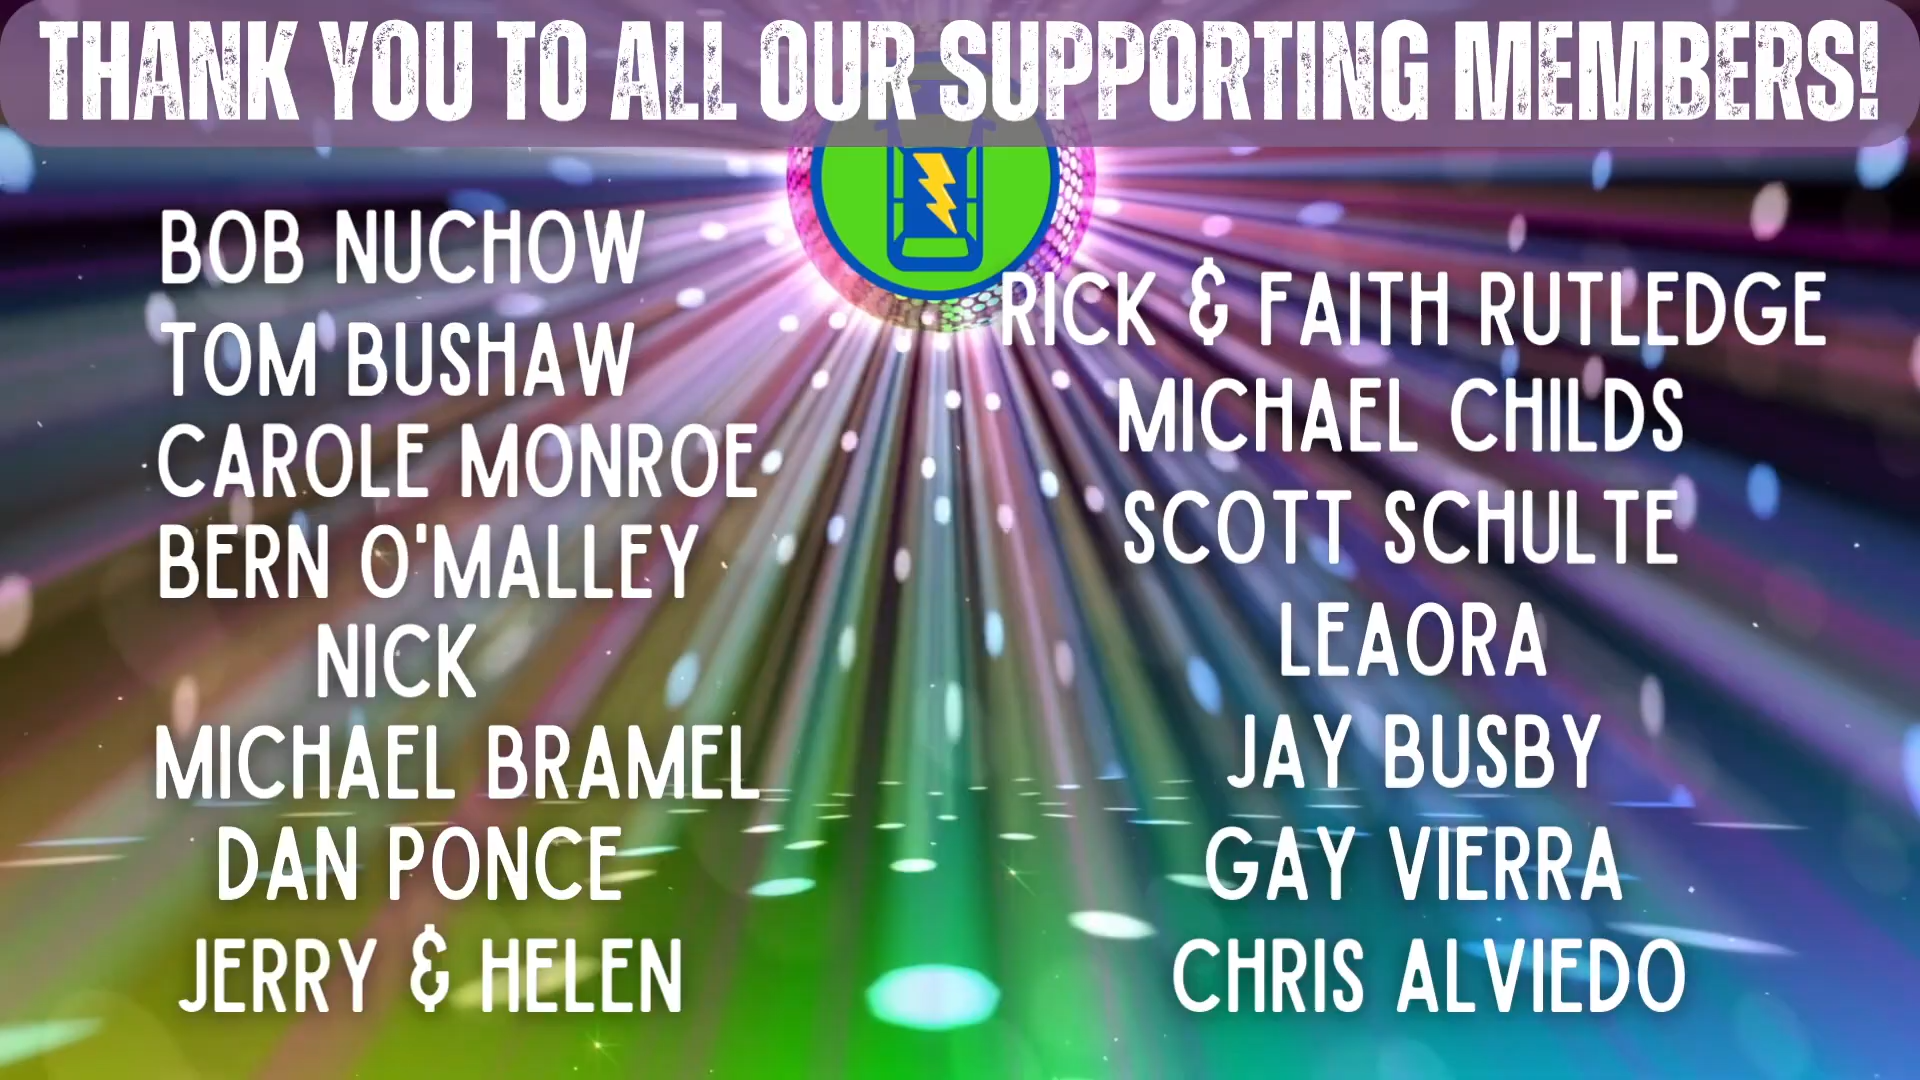 THANK YOU TO ALL OUR SUPPORTING MEMBERS!
BOB NUCHOW
TOM BUSHAW
CAROLE MONROE
BERN O'MALLEY
NICK
MICHAEL BRAMEL
DAN PONCE
JERRY & HELEN
RICK & FAITH RUTLEDGE
MICHAEL CHILDS
SCOTT SCHULTE
LEAORA
JAY BUSBY
GAY VIERRA
CHRIS ALVIEDO